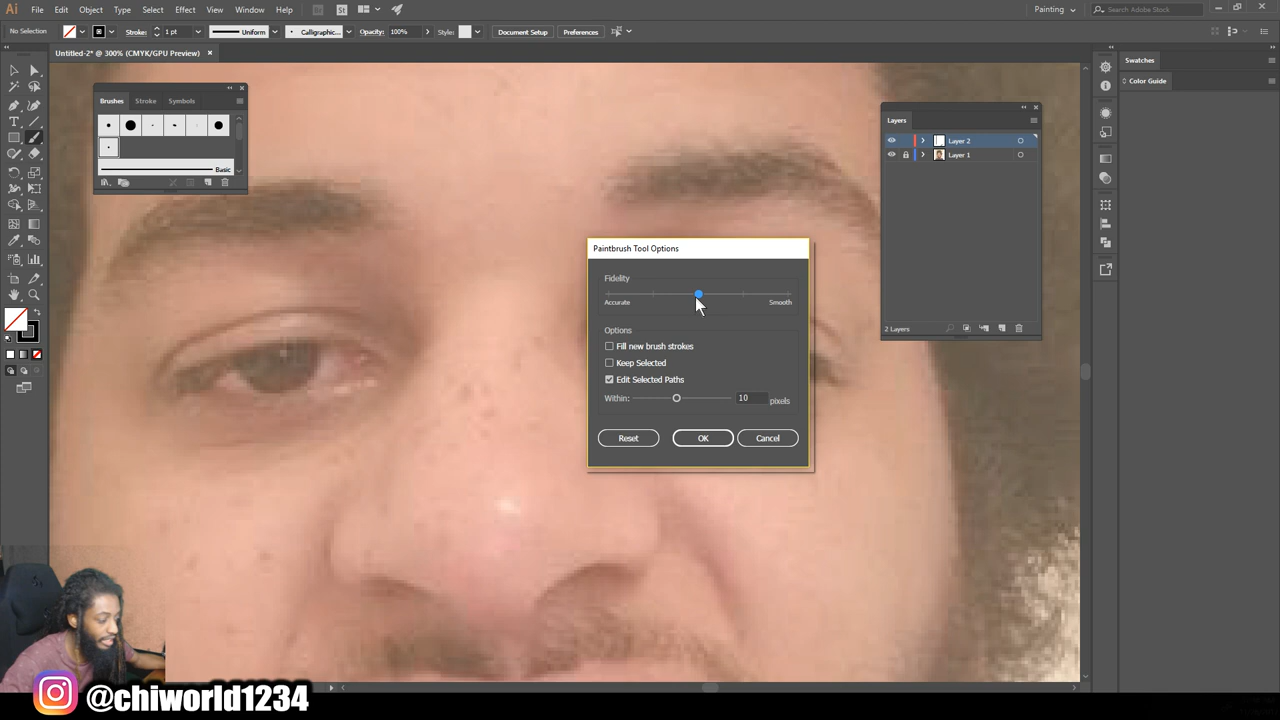 Ai File Edit Object Type Select Effect View Window Help Br St Painting Search Adobe Stock
No Selection Stroke: 1 pt Uniform Calligraphic... Opacity: 100% Style: Document Setup Preferences
Untitled-2* @ 300% (CMYK/GPU Preview) ×
Brushes Stroke Symbols
Basic
Layers
Layer 2
Layer 1
2 Layers
Swatches
Color Guide
Paintbrush Tool Options
Fidelity
Accurate Smooth
Options
Fill new brush strokes
Keep Selected
Edit Selected Paths
Within: 10 pixels
Reset OK Cancel
@chiworld1234